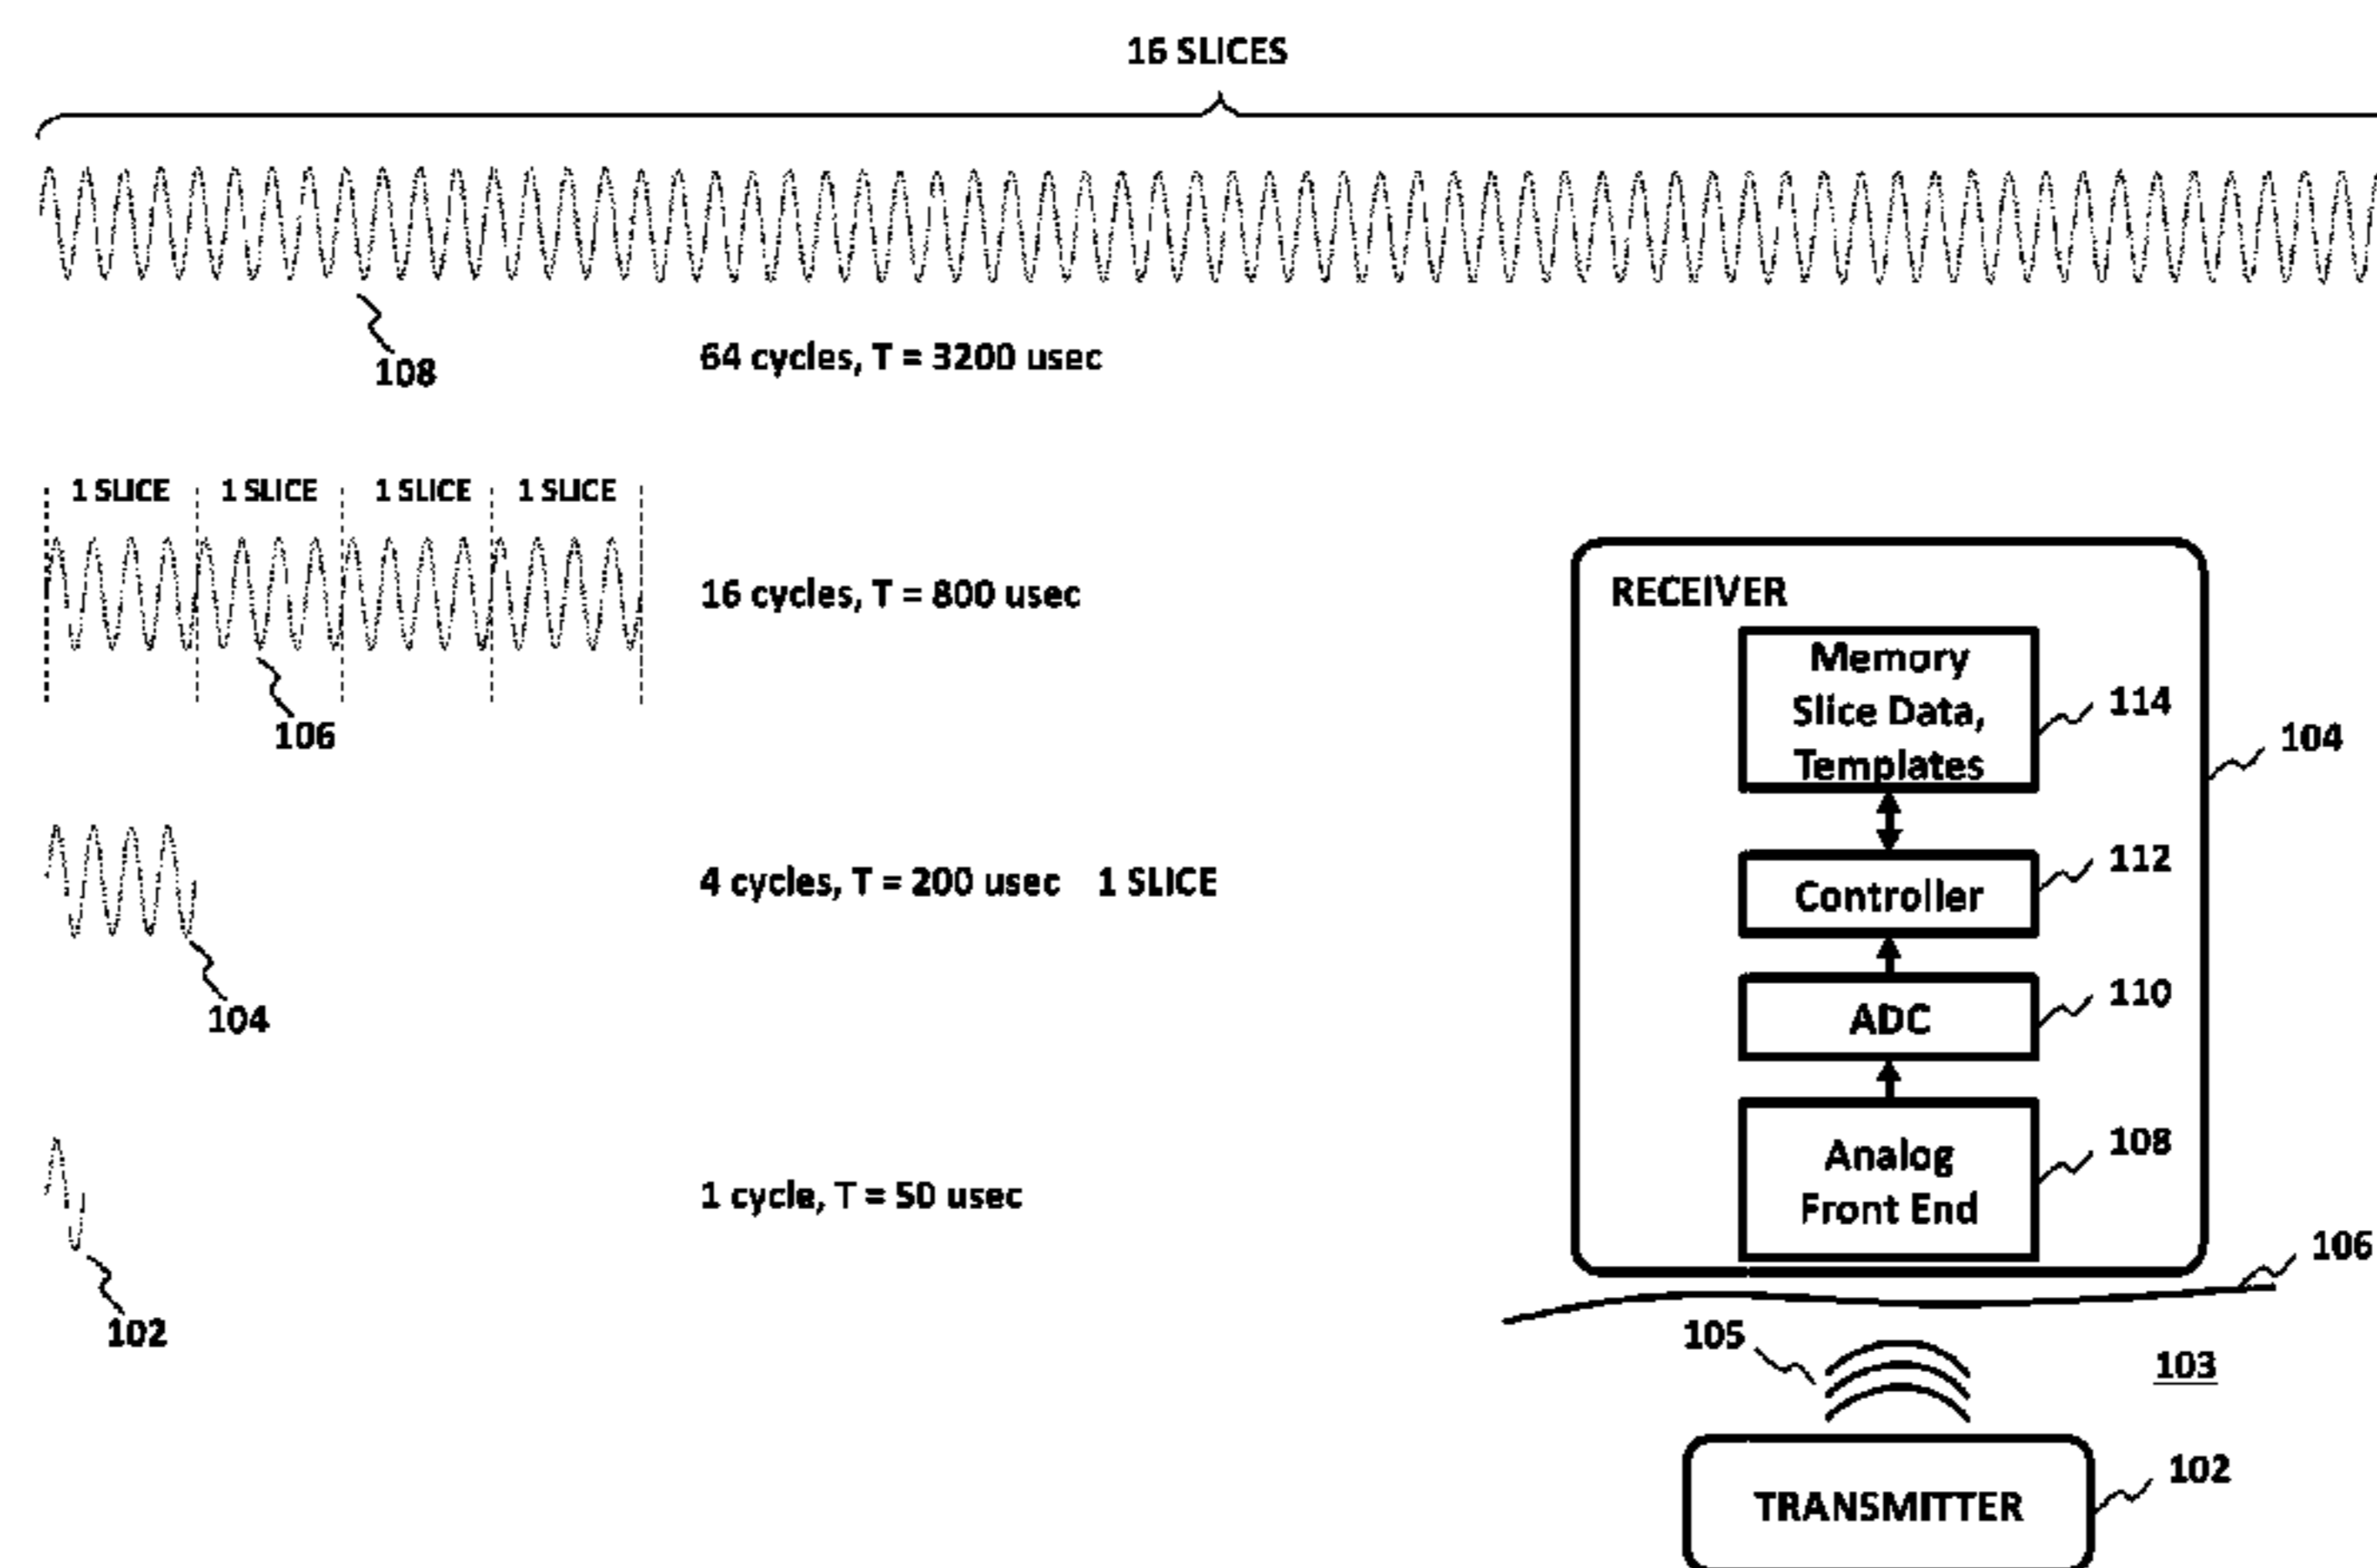 16 SLICES
108
64 cycles, T = 3200 usec
1 SLICE 1 SLICE 1 SLICE 1 SLICE
16 cycles, T = 800 usec
106
4 cycles, T = 200 usec 1 SLICE
104
1 cycle, T = 50 usec
102
RECEIVER
Memory
Slice Data,
Templates
114
104
Controller
112
ADC
110
Analog
Front End
108
106
105
103
TRANSMITTER
102